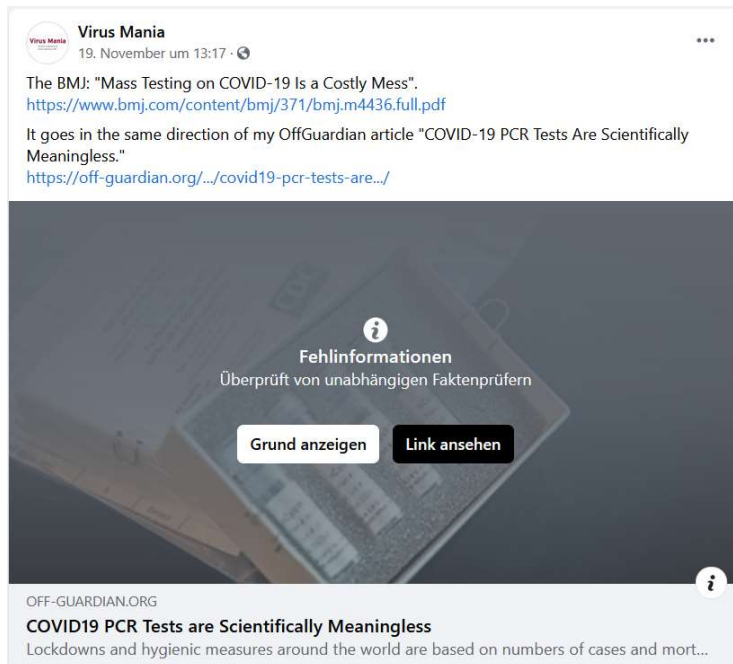 Virus Mania
Virus Mania
19. November um 13:17 ·
The BMJ: "Mass Testing on COVID-19 Is a Costly Mess".
https://www.bmj.com/content/bmj/371/bmj.m4436.full.pdf
It goes in the same direction of my OffGuardian article "COVID-19 PCR Tests Are Scientifically
Meaningless."
https://off-guardian.org/.../covid19-pcr-tests-are.../
CDC
Fehlinformationen
Überprüft von unabhängigen Faktenprüfern
Grund anzeigen
Link ansehen
OFF-GUARDIAN.ORG
COVID19 PCR Tests are Scientifically Meaningless
Lockdowns and hygienic measures around the world are based on numbers of cases and mort...